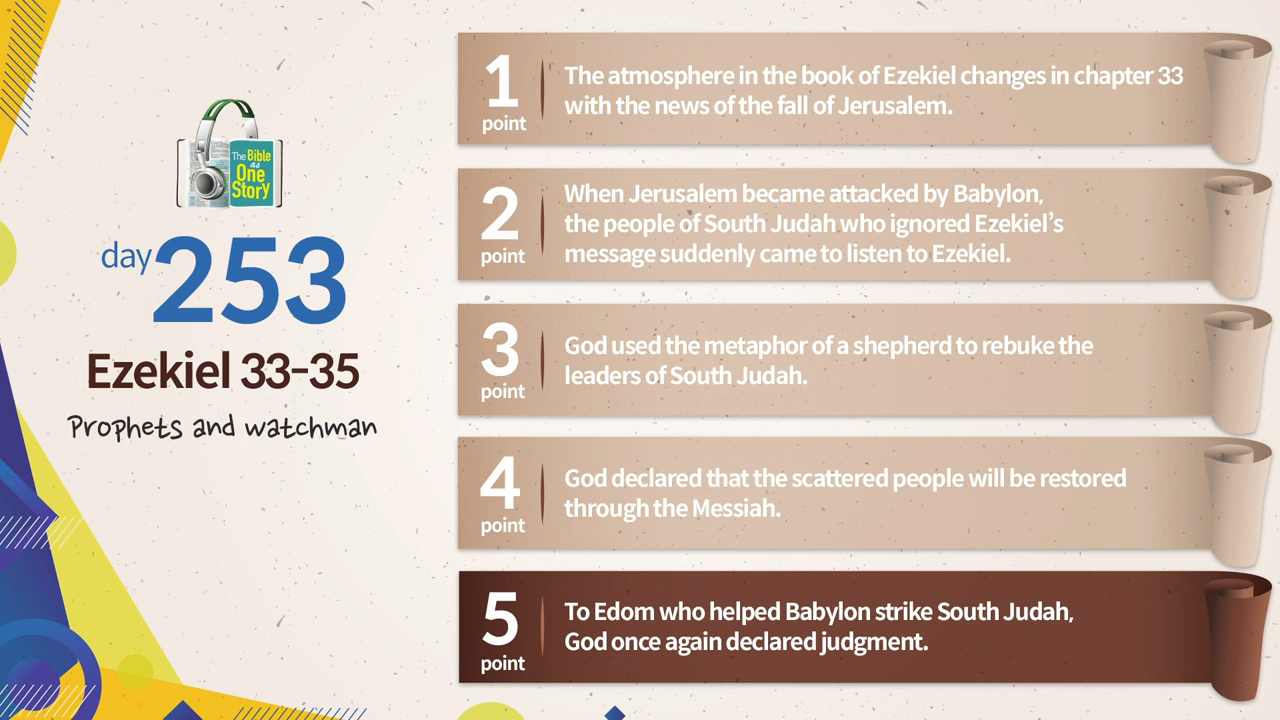 The Bible
as
One
Story
day 253
Ezekiel 33-35
Prophets and watchman
1
point
The atmosphere in the book of Ezekiel changes in chapter 33
with the news of the fall of Jerusalem.
2
point
When Jerusalem became attacked by Babylon,
the people of South Judah who ignored Ezekiel's
message suddenly came to listen to Ezekiel.
3
point
God used the metaphor of a shepherd to rebuke the
leaders of South Judah.
4
point
God declared that the scattered people will be restored
through the Messiah.
5
point
To Edom who helped Babylon strike South Judah,
God once again declared judgment.